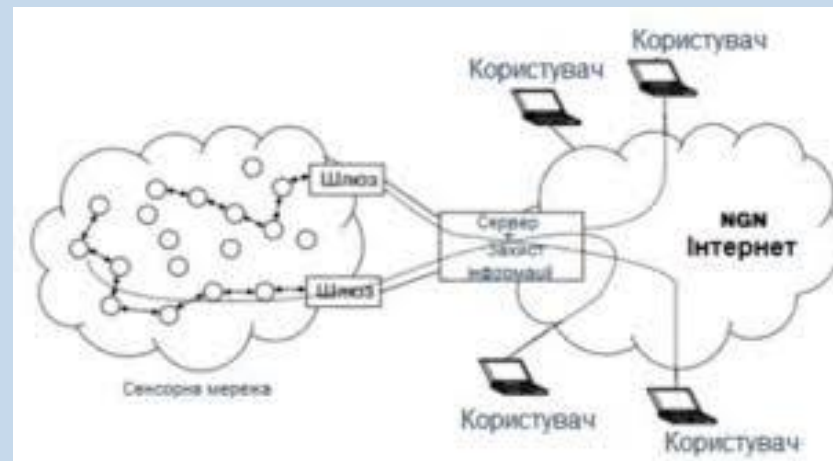 Користувач
Користувач
Шлюз
Сервер
+
Захист
інформації
NGN
Інтернет
Шлюз
Сенсорна мережа
Користувач
Користувач